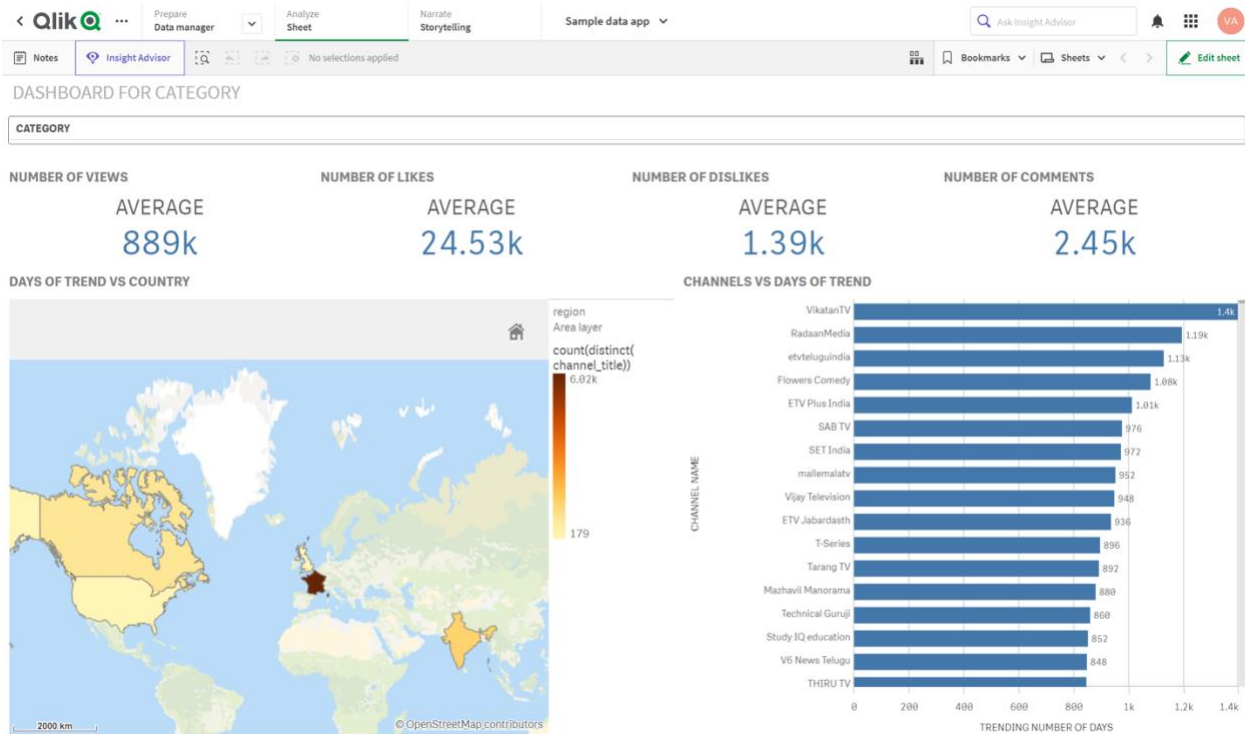 Qlik
Prepare
Data manager
Analyze
Sheet
Narrate
Storytelling
Sample data app
Ask Insight Advisor
VA
Notes
Insight Advisor
No selections applied
Bookmarks
Sheets
Edit sheet
DASHBOARD FOR CATEGORY
CATEGORY
NUMBER OF VIEWS
AVERAGE
889k
NUMBER OF LIKES
AVERAGE
24.53k
NUMBER OF DISLIKES
AVERAGE
1.39k
NUMBER OF COMMENTS
AVERAGE
2.45k
DAYS OF TREND VS COUNTRY
region
Area layer
count(distinct(
channel_title))
6.02k
179
2000 km
© OpenStreetMap contributors
CHANNELS VS DAYS OF TREND
CHANNEL NAME
VikatanTV 1.4k
RadaanMedia 1.19k
etvteluguindia 1.13k
Flowers Comedy 1.08k
ETV Plus India 1.01k
SAB TV 976
SET India 972
mallemalatv 952
Vijay Television 948
ETV Jabardasth 936
T-Series 896
Tarang TV 892
Mazhavil Manorama 880
Technical Guruji 860
Study IQ education 852
V6 News Telugu 848
THIRU TV
0 200 400 600 800 1k 1.2k 1.4k
TRENDING NUMBER OF DAYS